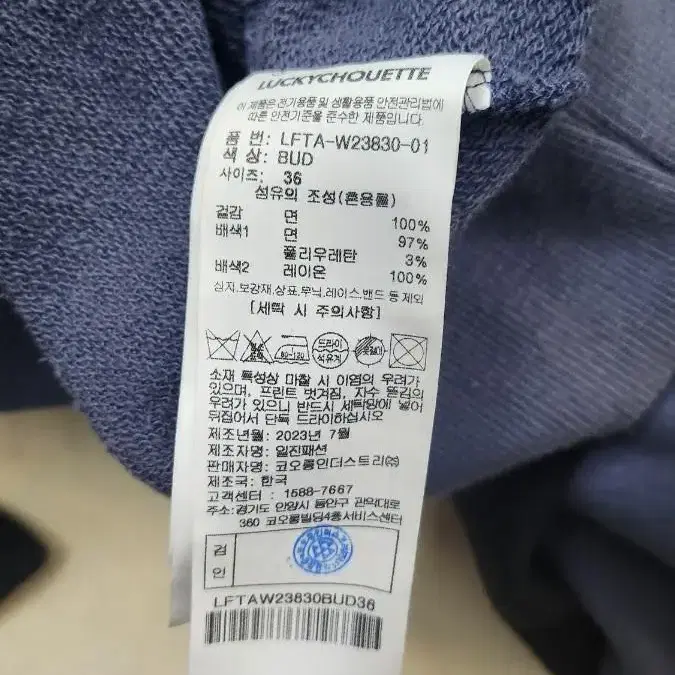 LUCKYCHOUETTE
이 제품은전기용품 및 생활용품 안전관리법에
따른 안전기준을 준수한 제품입니다.
품 번: LFTA-W23830-01
색 상: BUD
사이즈: 36
섬유의 조성(혼용률)
겉감 면 100%
배색1 면 97%
폴리우레탄 3%
배색2 레이온 100%
심지,보강재,상표,무늬,레이스,밴드 등 제외
[세탁 시 주의사항]
80~120
드라이
석유계
소재 특성상 마찰 시 이염의 우려가
있으며, 프린트 벗겨짐, 자수 뜯김의
우려가 있으니 반드시 세탁망에 넣어
뒤집어서 단독 드라이하십시오
제조년월: 2023년 7월
제조자명: 일진패션
판매자명: 코오롱인더스트리㈜
제조국: 한국
고객센터 : 1588-7667
주소:경기도 안양시 동안구 관악대로
360 코오롱빌딩4층서비스센터
검
인
LFTAW23830BUD36